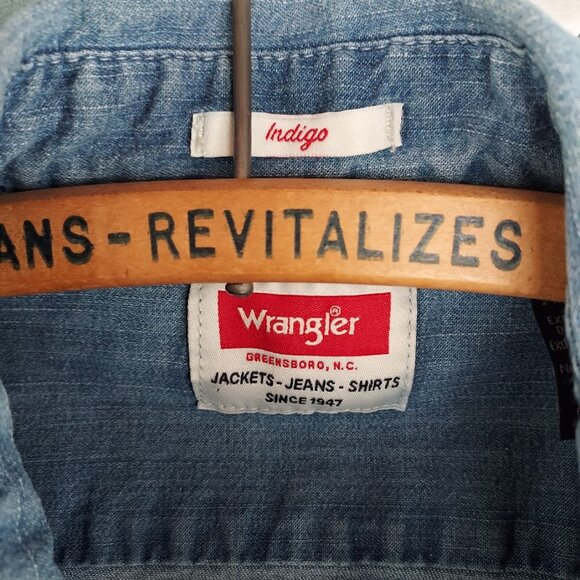 Indigo
ANS - REVITALIZES
Wrangler®
GREENSBORO, N.C.
JACKETS - JEANS - SHIRTS
SINCE 1947